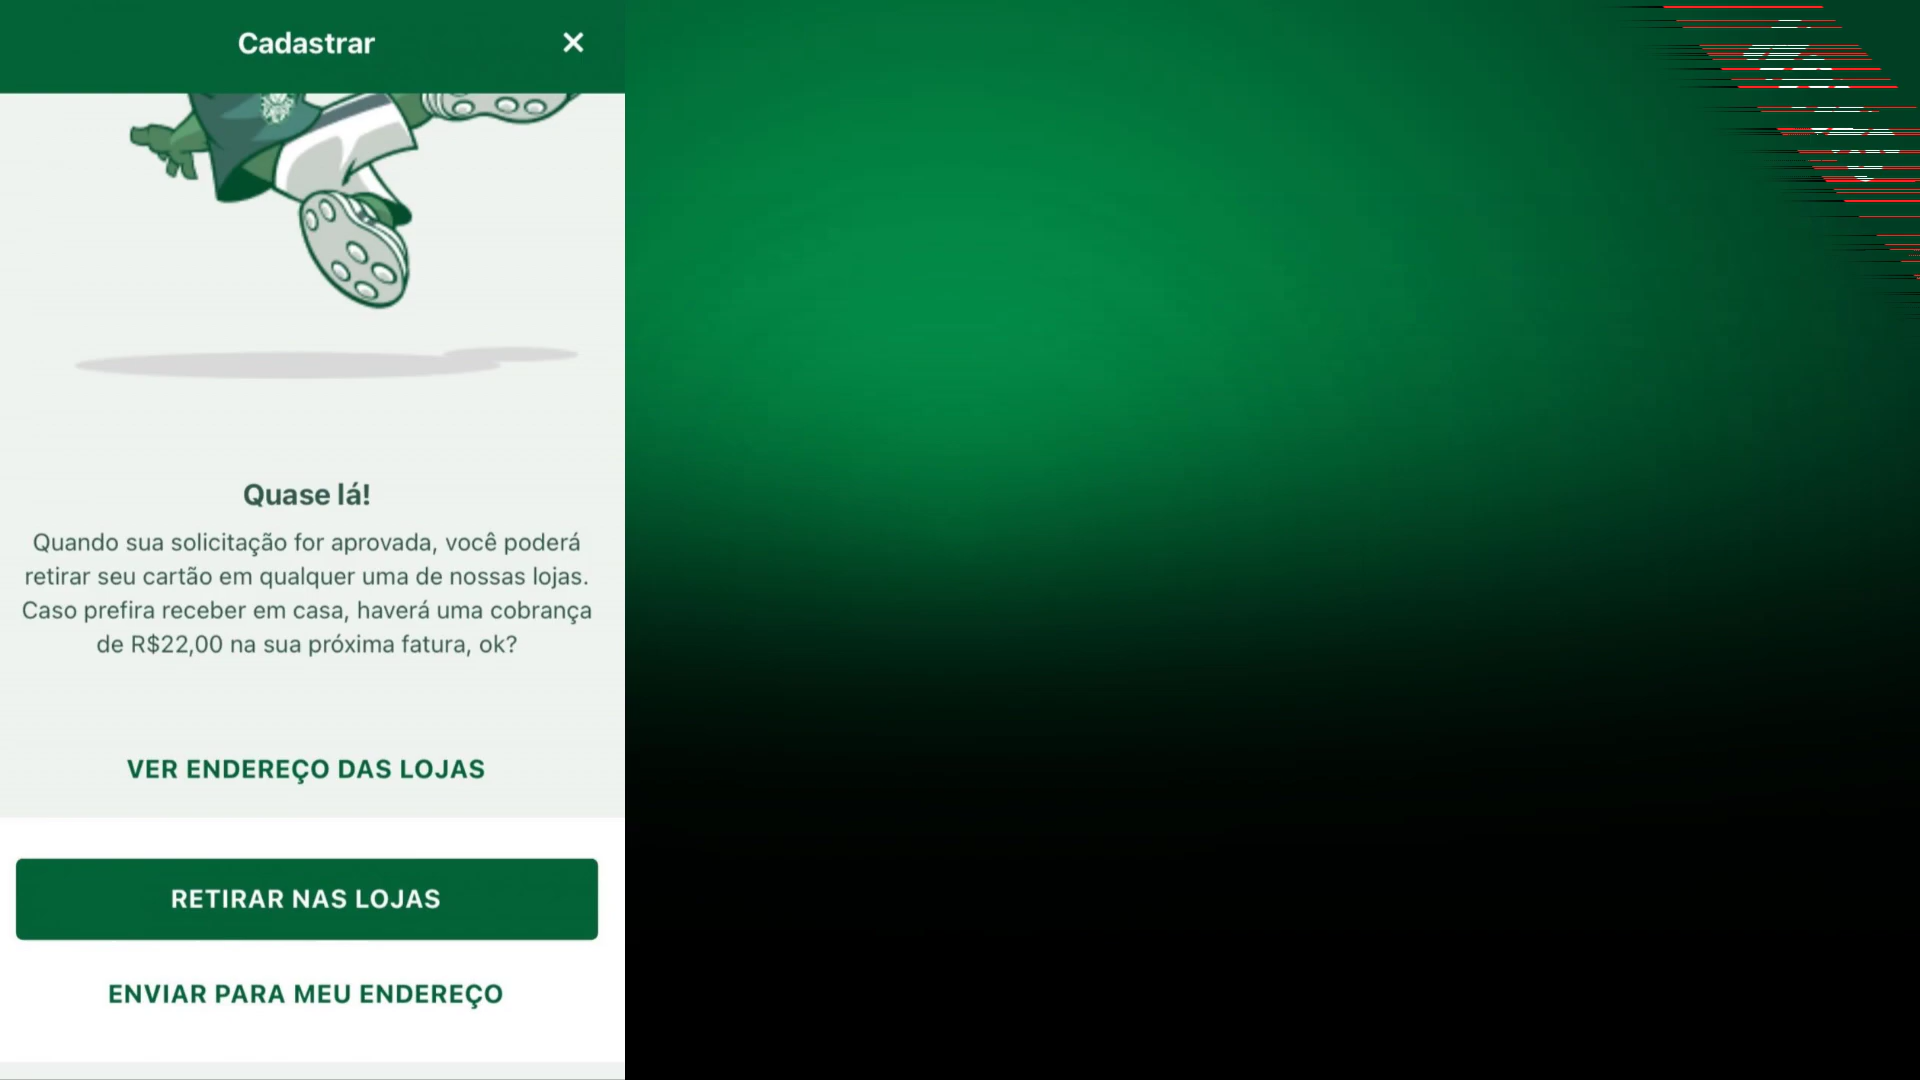 Cadastrar
Quase lá!
Quando sua solicitação for aprovada, você poderá
retirar seu cartão em qualquer uma de nossas lojas.
Caso prefira receber em casa, haverá uma cobrança
de R$22,00 na sua próxima fatura, ok?
VER ENDEREÇO DAS LOJAS
RETIRAR NAS LOJAS
ENVIAR PARA MEU ENDEREÇO